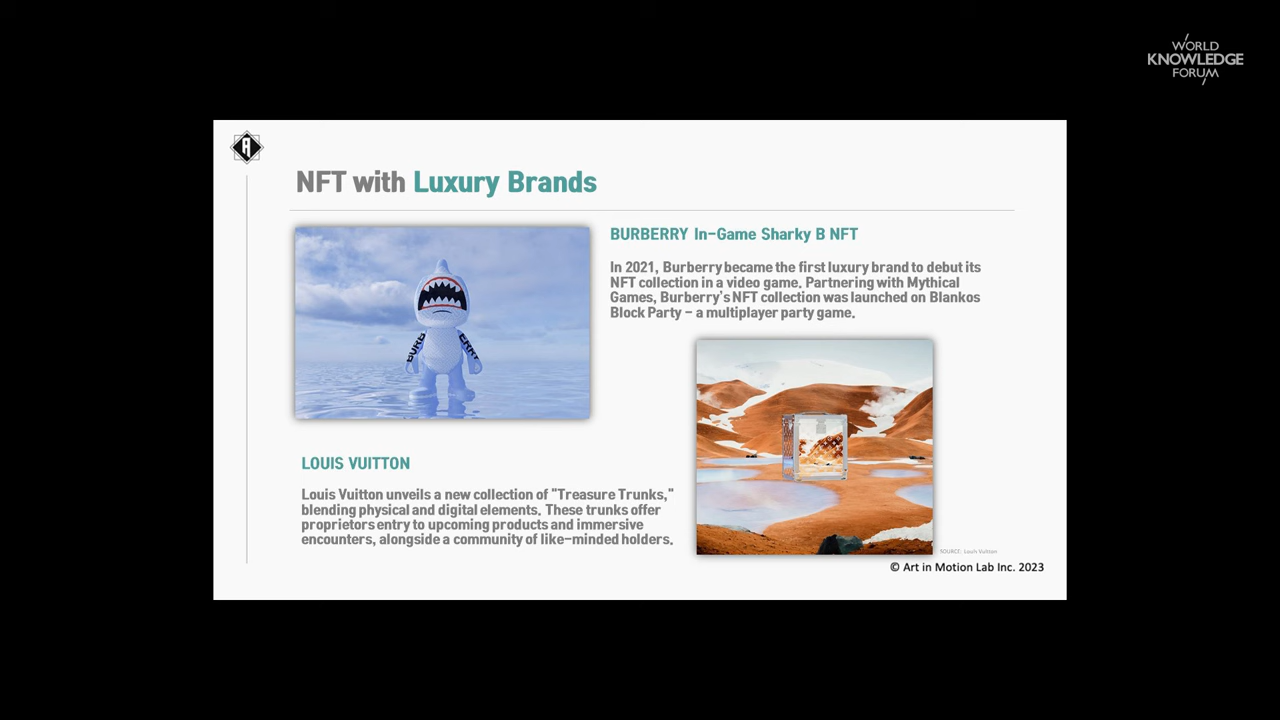 WORLD
KNOWLEDGE
FORUM
NFT with Luxury Brands
BURBERRY In-Game Sharky B NFT
In 2021, Burberry became the first luxury brand to debut its
NFT collection in a video game. Partnering with Mythical
Games, Burberry's NFT collection was launched on Blankos
Block Party - a multiplayer party game.
BURB
ERRY
LOUIS VUITTON
Louis Vuitton unveils a new collection of "Treasure Trunks,"
blending physical and digital elements. These trunks offer
proprietors entry to upcoming products and immersive
encounters, alongside a community of like-minded holders.
SOURCE: Louis Vuitton
© Art in Motion Lab Inc. 2023